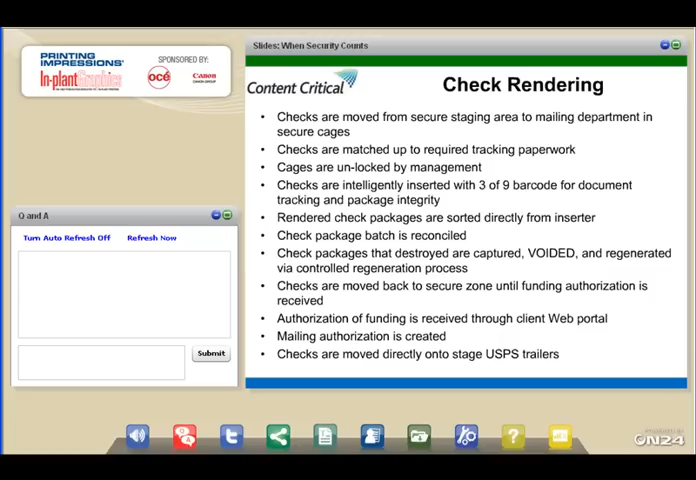 Slides: When Security Counts
PRINTING
IMPRESSIONS
In-plantGraphics
SPONSORED BY:
océ
Canon
CANON GROUP
Content Critical
Check Rendering
• Checks are moved from secure staging area to mailing department in
secure cages
• Checks are matched up to required tracking paperwork
• Cages are un-locked by management
• Checks are intelligently inserted with 3 of 9 barcode for document
tracking and package integrity
• Rendered check packages are sorted directly from inserter
• Check package batch is reconciled
• Check packages that destroyed are captured, VOIDED, and regenerated
via controlled regeneration process
• Checks are moved back to secure zone until funding authorization is
received
• Authorization of funding is received through client Web portal
• Mailing authorization is created
• Checks are moved directly onto stage USPS trailers
Q and A
Turn Auto Refresh Off Refresh Now
Submit
Q
A
?
POWERED BY
ON24